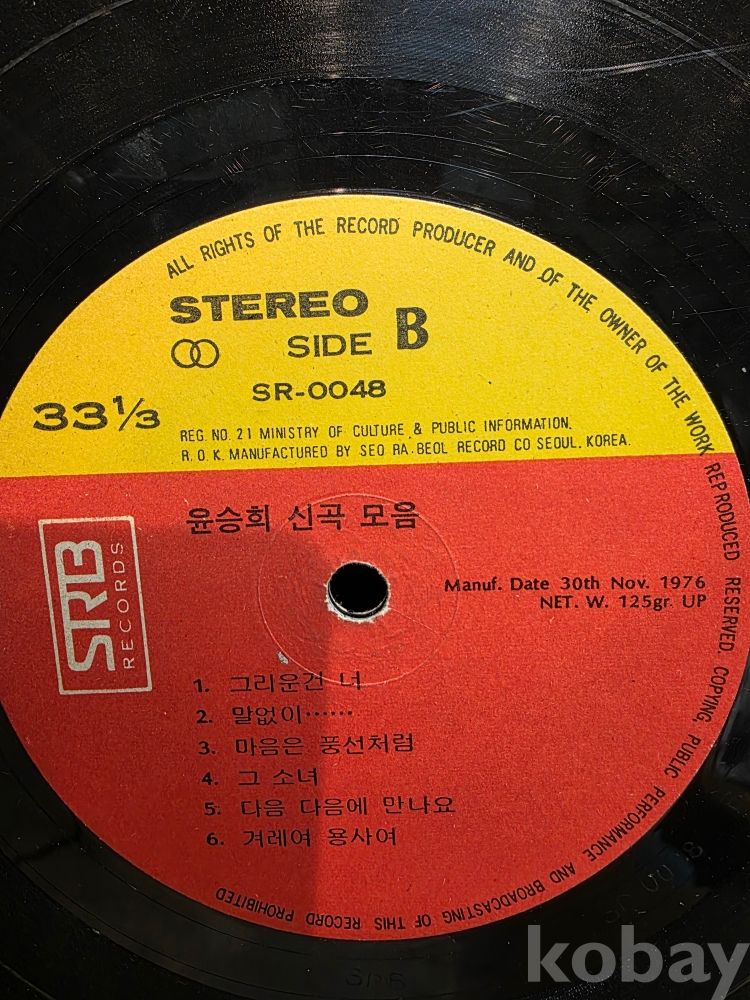 ALL RIGHTS OF THE RECORD PRODUCER AND OF THE OWNER OF THE WORK REPRODUCED RESERVED. COPYING, PUBLIC PERFORMANCE AND BROADCASTING OF THIS RECORD PROHIBITED
STEREO
SIDE B
SR-0048
33⅓
REG. NO. 21 MINISTRY OF CULTURE & PUBLIC INFORMATION.
R. O. K. MANUFACTURED BY SEO RA-BEOL RECORD CO SEOUL. KOREA.
윤승희 신곡 모음
SRB
RECORDS
Manuf. Date 30th Nov. 1976
NET. W. 125gr. UP
1. 그리운건 너
2. 말없이……
3. 마음은 풍선처럼
4. 그 소녀
5. 다음 다음에 만나요
6. 겨레여 용사여
kobay